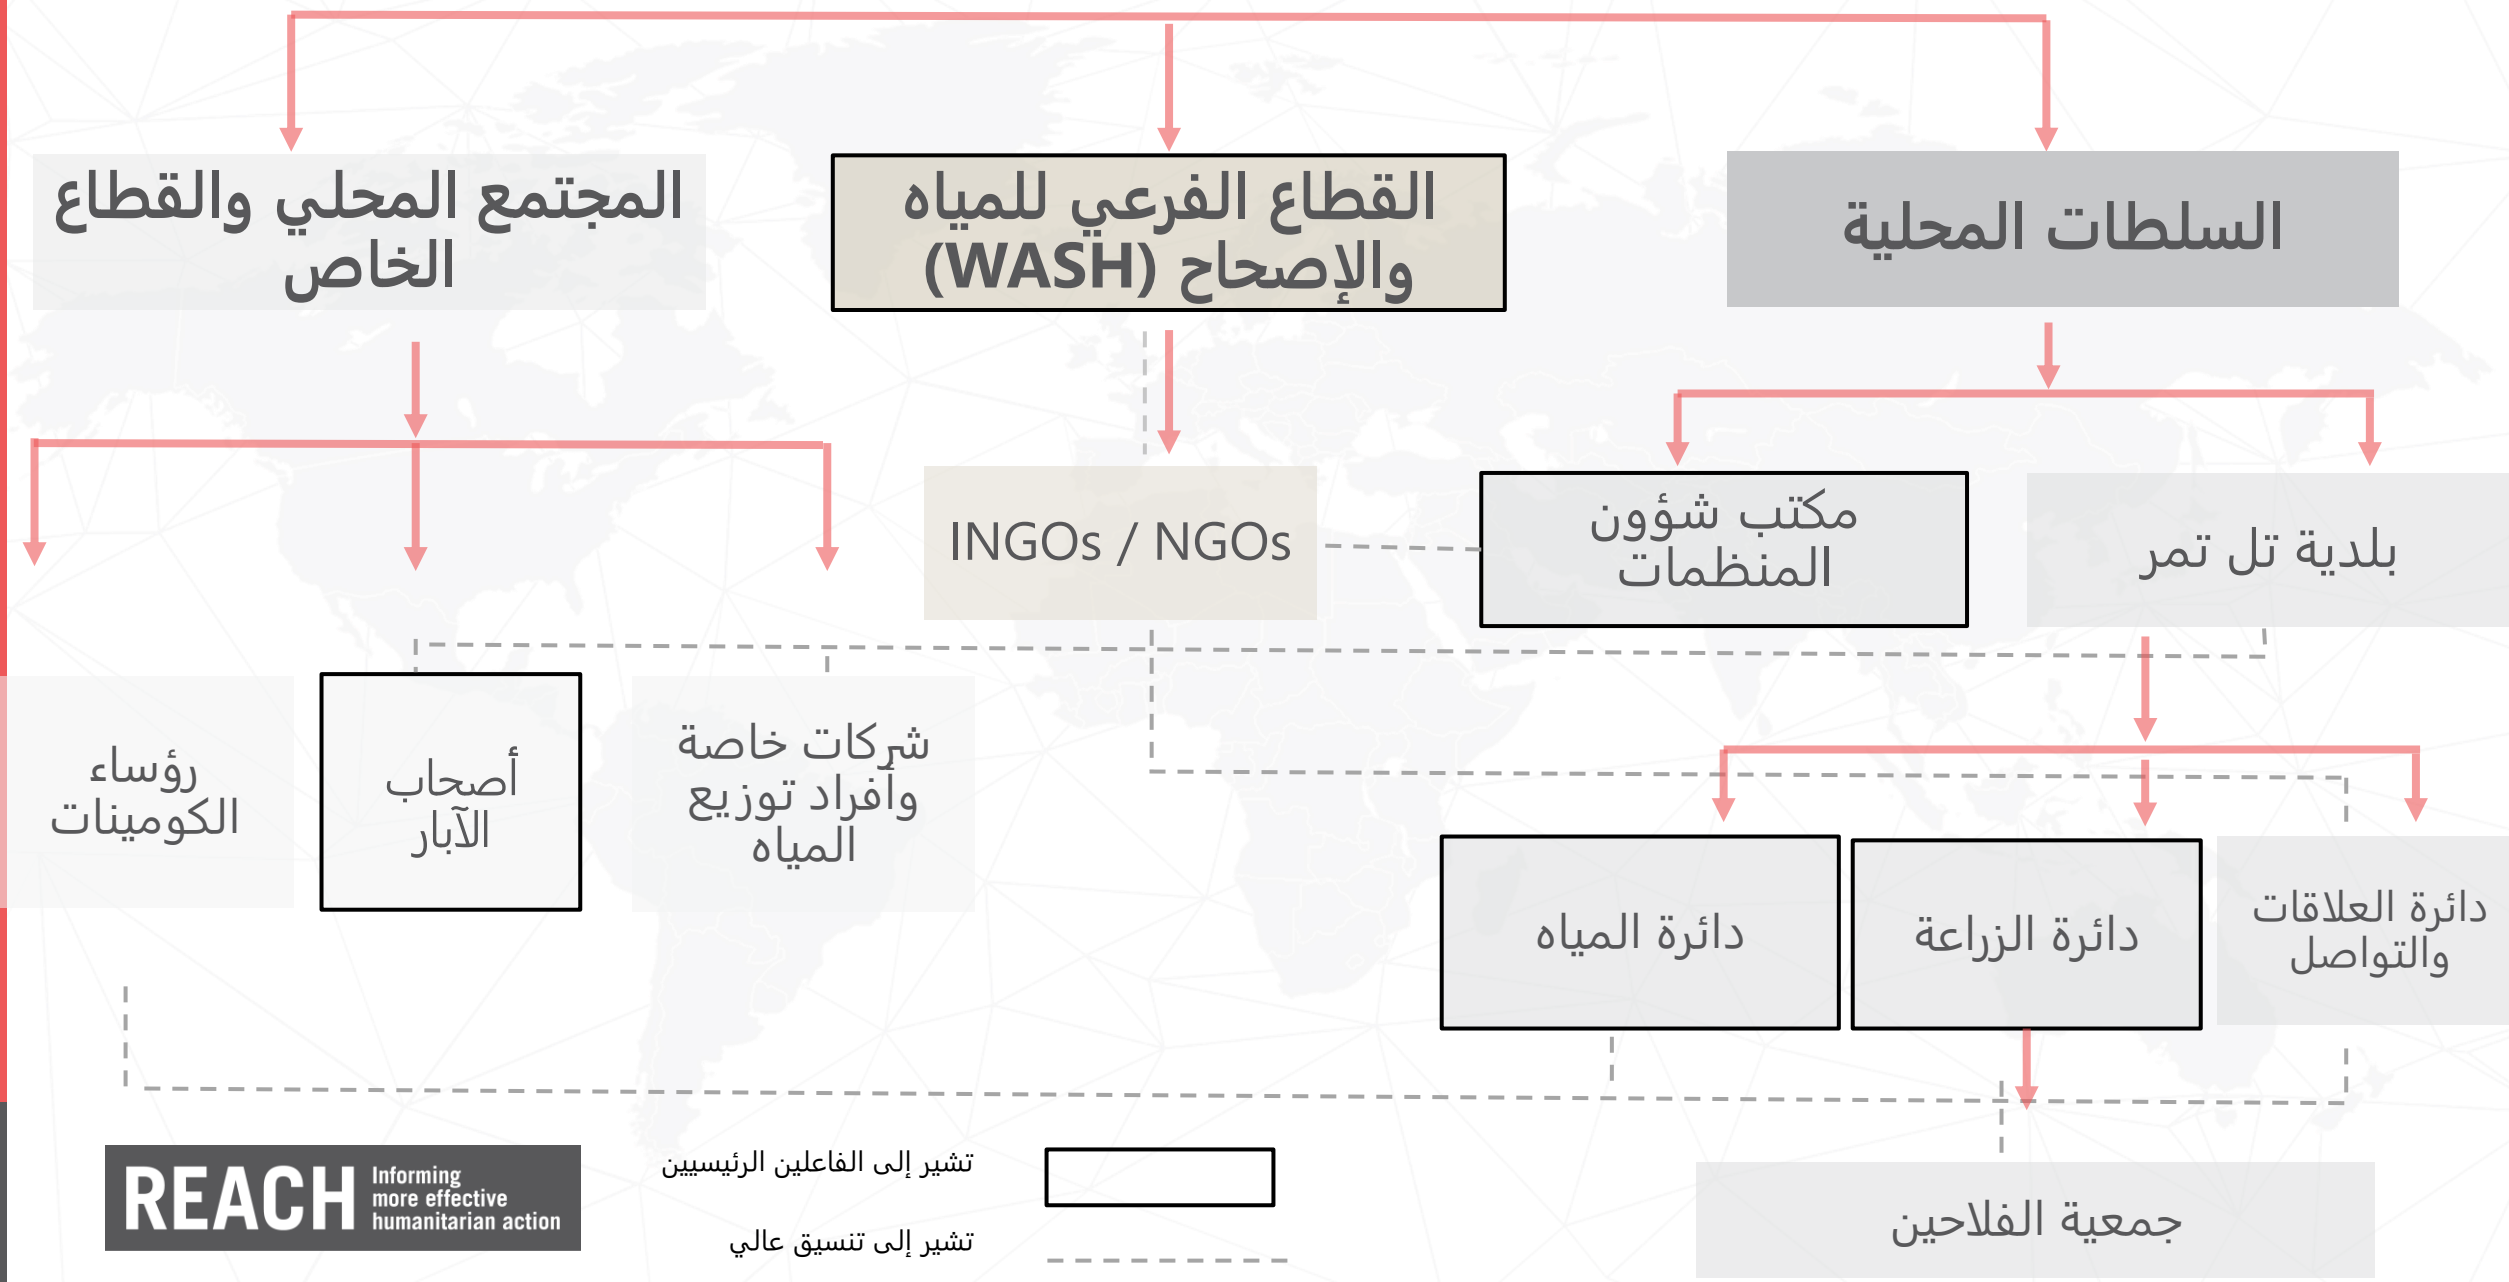 السلطات المحلية
القطاع الفرعي للمياه
والإصحاح (WASH)
المجتمع المحلي والقطاع
الخاص
بلدية تل تمر
مكتب شؤون
المنظمات
INGOs / NGOs
شركات خاصة
وأفراد توزيع
المياه
أصحاب
الآبار
رؤساء
الكومينات
دائرة العلاقات
والتواصل
دائرة الزراعة
دائرة المياه
جمعية الفلاحين
تشير إلى الفاعلين الرئيسيين
تشير إلى تنسيق عالي
REACH
Informing
more effective
humanitarian action